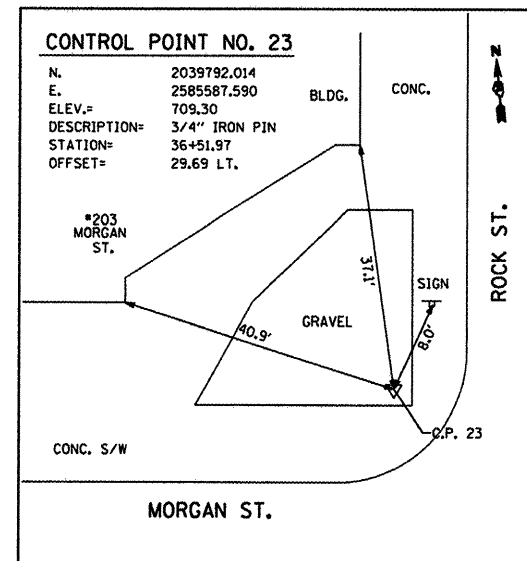 CONTROL POINT NO. 23
N. 2039792.014
E. 2585587.590
ELEV.= 709.30
DESCRIPTION= 3/4" IRON PIN
STATION= 36+51.97
OFFSET= 29.69 LT.
BLDG.
CONC.
N
*203
MORGAN
ST.
ROCK ST.
37.1'
SIGN
GRAVEL
40.9'
8.0'
C.P. 23
CONC. S/W
MORGAN ST.